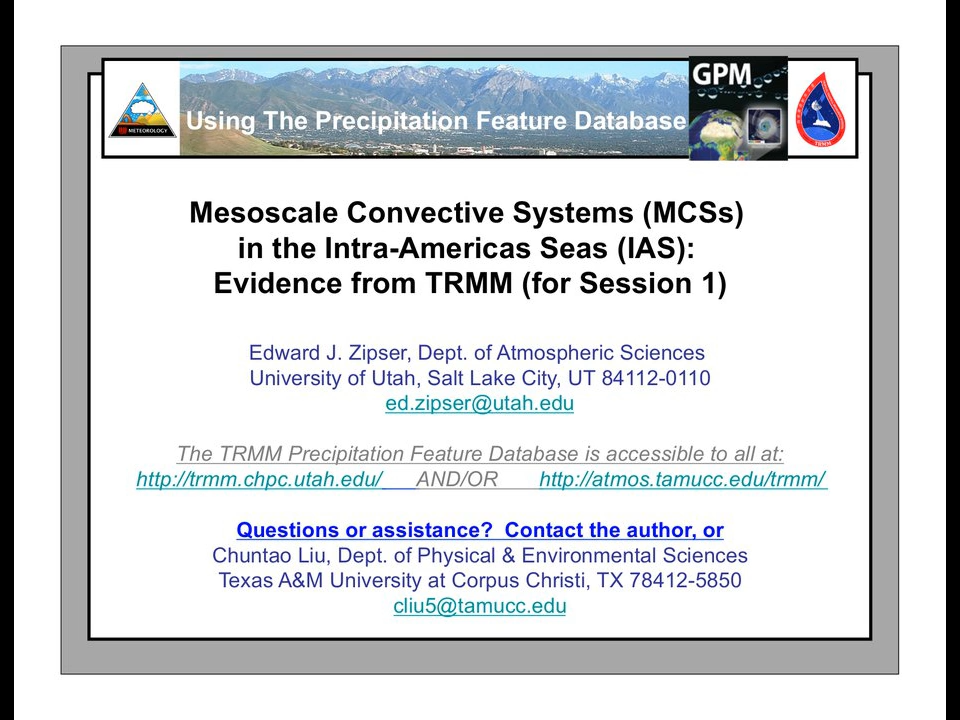 METEOROLOGY
Using The Precipitation Feature Database
GPM
TRMM
Mesoscale Convective Systems (MCSs)
in the Intra-Americas Seas (IAS):
Evidence from TRMM (for Session 1)
Edward J. Zipser, Dept. of Atmospheric Sciences
University of Utah, Salt Lake City, UT 84112-0110
ed.zipser@utah.edu
The TRMM Precipitation Feature Database is accessible to all at:
http://trmm.chpc.utah.edu/ AND/OR http://atmos.tamucc.edu/trmm/
Questions or assistance? Contact the author, or
Chuntao Liu, Dept. of Physical & Environmental Sciences
Texas A&M University at Corpus Christi, TX 78412-5850
cliu5@tamucc.edu